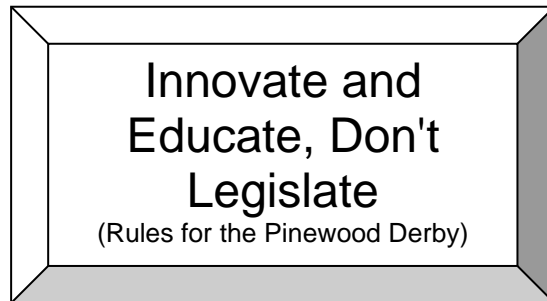 Innovate and
Educate, Don't
Legislate
(Rules for the Pinewood Derby)